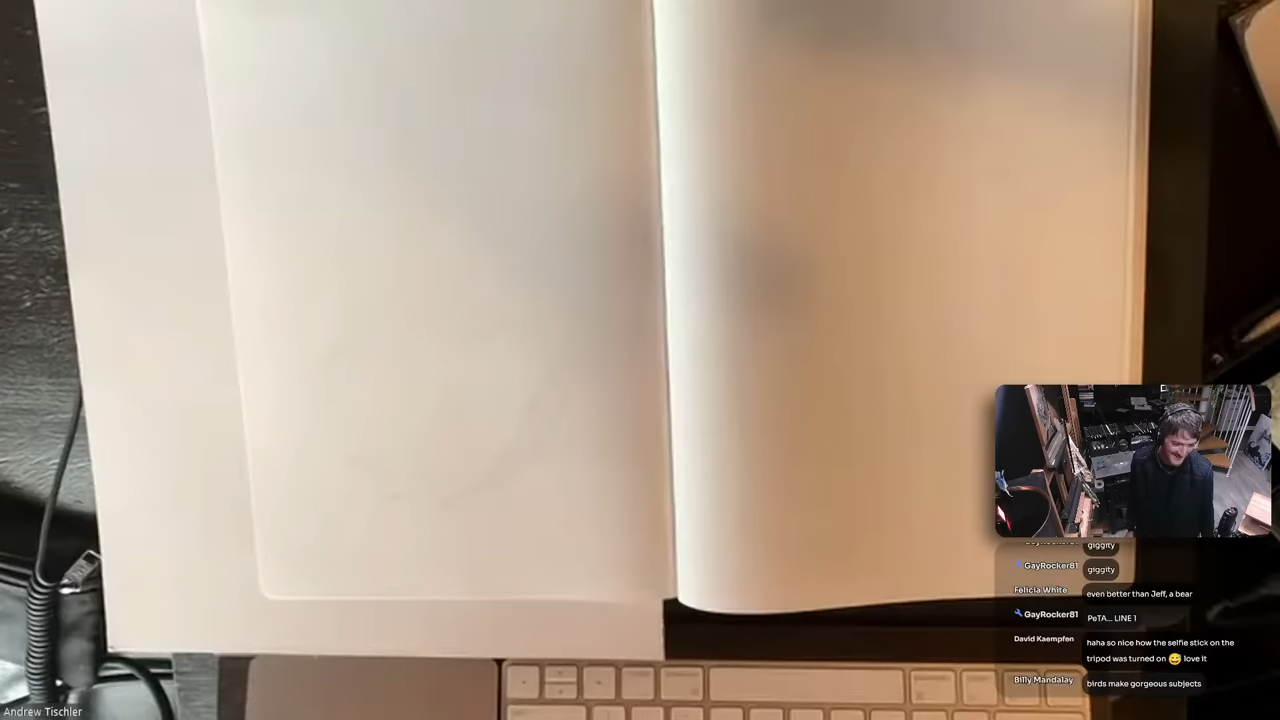 giggity
GayRocker81 giggity
Felicia White even better than Jeff, a bear
GayRocker81 PeTA... LINE 1
David Kaempfen haha so nice how the selfie stick on the
tripod was turned on 😄 love it
Billy Mandalay birds make gorgeous subjects
Andrew Tischler